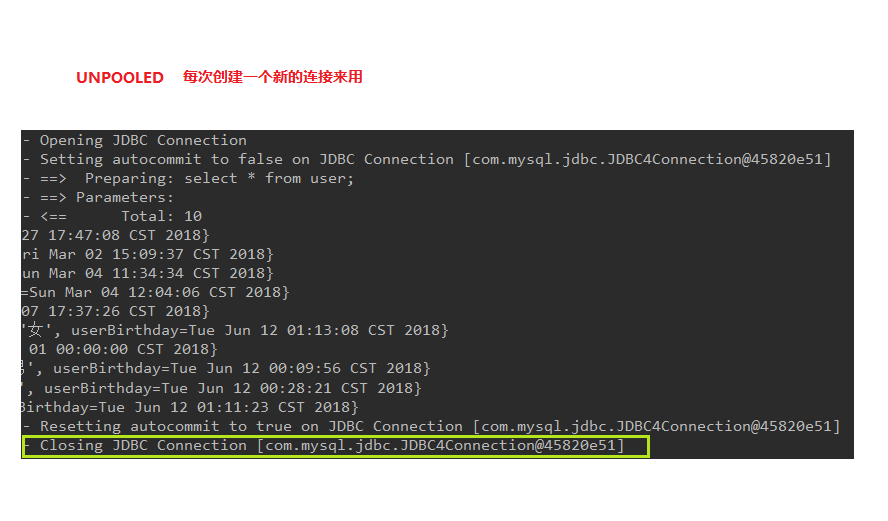 UNPOOLED 每次创建一个新的连接来用
- Opening JDBC Connection
- Setting autocommit to false on JDBC Connection [com.mysql.jdbc.JDBC4Connection@45820e51]
- ==>  Preparing: select * from user;
- ==> Parameters:
- <==      Total: 10
27 17:47:08 CST 2018}
ri Mar 02 15:09:37 CST 2018}
un Mar 04 11:34:34 CST 2018}
=Sun Mar 04 12:04:06 CST 2018}
07 17:37:26 CST 2018}
'女', userBirthday=Tue Jun 12 01:13:08 CST 2018}
01 00:00:00 CST 2018}
', userBirthday=Tue Jun 12 00:09:56 CST 2018}
', userBirthday=Tue Jun 12 00:28:21 CST 2018}
Birthday=Tue Jun 12 01:11:23 CST 2018}
- Resetting autocommit to true on JDBC Connection [com.mysql.jdbc.JDBC4Connection@45820e51]
- Closing JDBC Connection [com.mysql.jdbc.JDBC4Connection@45820e51]